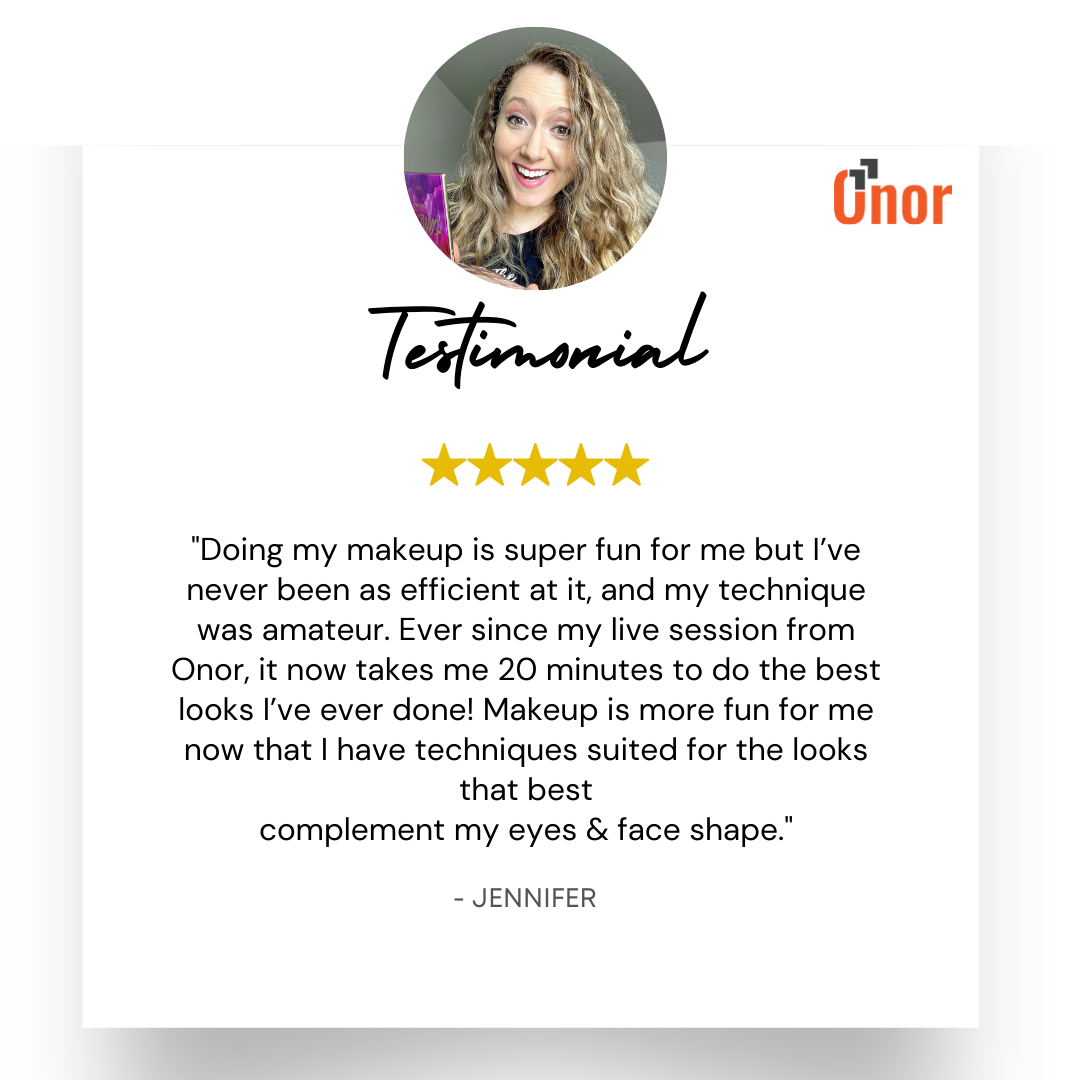 Onor
Testimonial
"Doing my makeup is super fun for me but I’ve
never been as efficient at it, and my technique
was amateur. Ever since my live session from
Onor, it now takes me 20 minutes to do the best
looks I’ve ever done! Makeup is more fun for me
now that I have techniques suited for the looks
that best
complement my eyes & face shape."
- JENNIFER